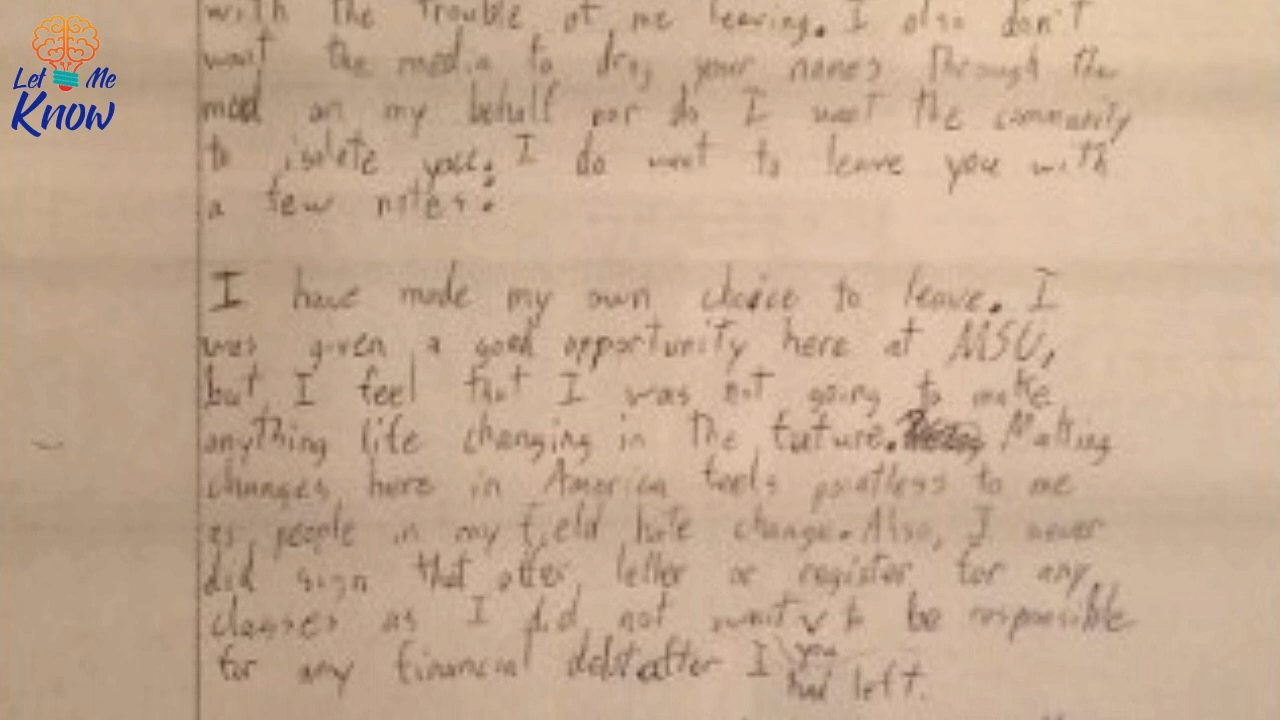 Let Me
Know
with the trouble of me leaving. I also don't
want the media to drag your names through the
mud on my behalf nor do I want the community
to isolate you. I do want to leave you with
a few notes:
I have made my own choice to leave. I
was given a good opportunity here at MSU,
but I feel that I was not going to make
anything life changing in the future. Making
changes here in America feels pointless to me
as people in my field hate change. Also, I never
did sign that offer letter or register for any
classes as I did not want you to be responsible
for any financial debt after I had left.